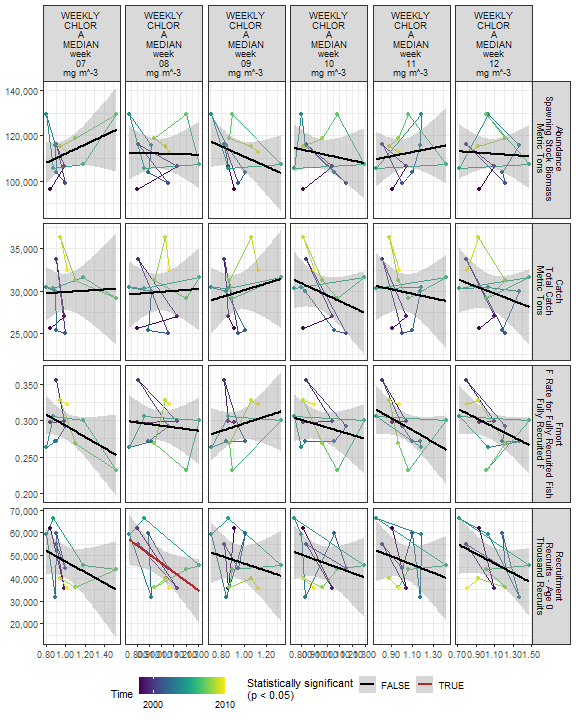 WEEKLY CHLOR A MEDIAN week 07 mg m^-3
WEEKLY CHLOR A MEDIAN week 08 mg m^-3
WEEKLY CHLOR A MEDIAN week 09 mg m^-3
WEEKLY CHLOR A MEDIAN week 10 mg m^-3
WEEKLY CHLOR A MEDIAN week 11 mg m^-3
WEEKLY CHLOR A MEDIAN week 12 mg m^-3
140,000
120,000
100,000
Abundance
Spawning Stock Biomass
Metric Tons
35,000
30,000
25,000
Catch
Total Catch
Metric Tons
0.350
0.300
0.250
0.200
Fmort
F Rate for Fully Recruited Fish
Fully Recruited F
70,000
60,000
50,000
40,000
30,000
20,000
Recruitment
Recruits - Age 0
Thousand Recruits
0.80 1.00 1.20 1.40
0.80 1.00 1.20
0.90 1.10 1.30 1.50
0.70 0.90 1.10 1.30 1.50
Time
2000
2010
Statistically significant
(p < 0.05)
FALSE
TRUE